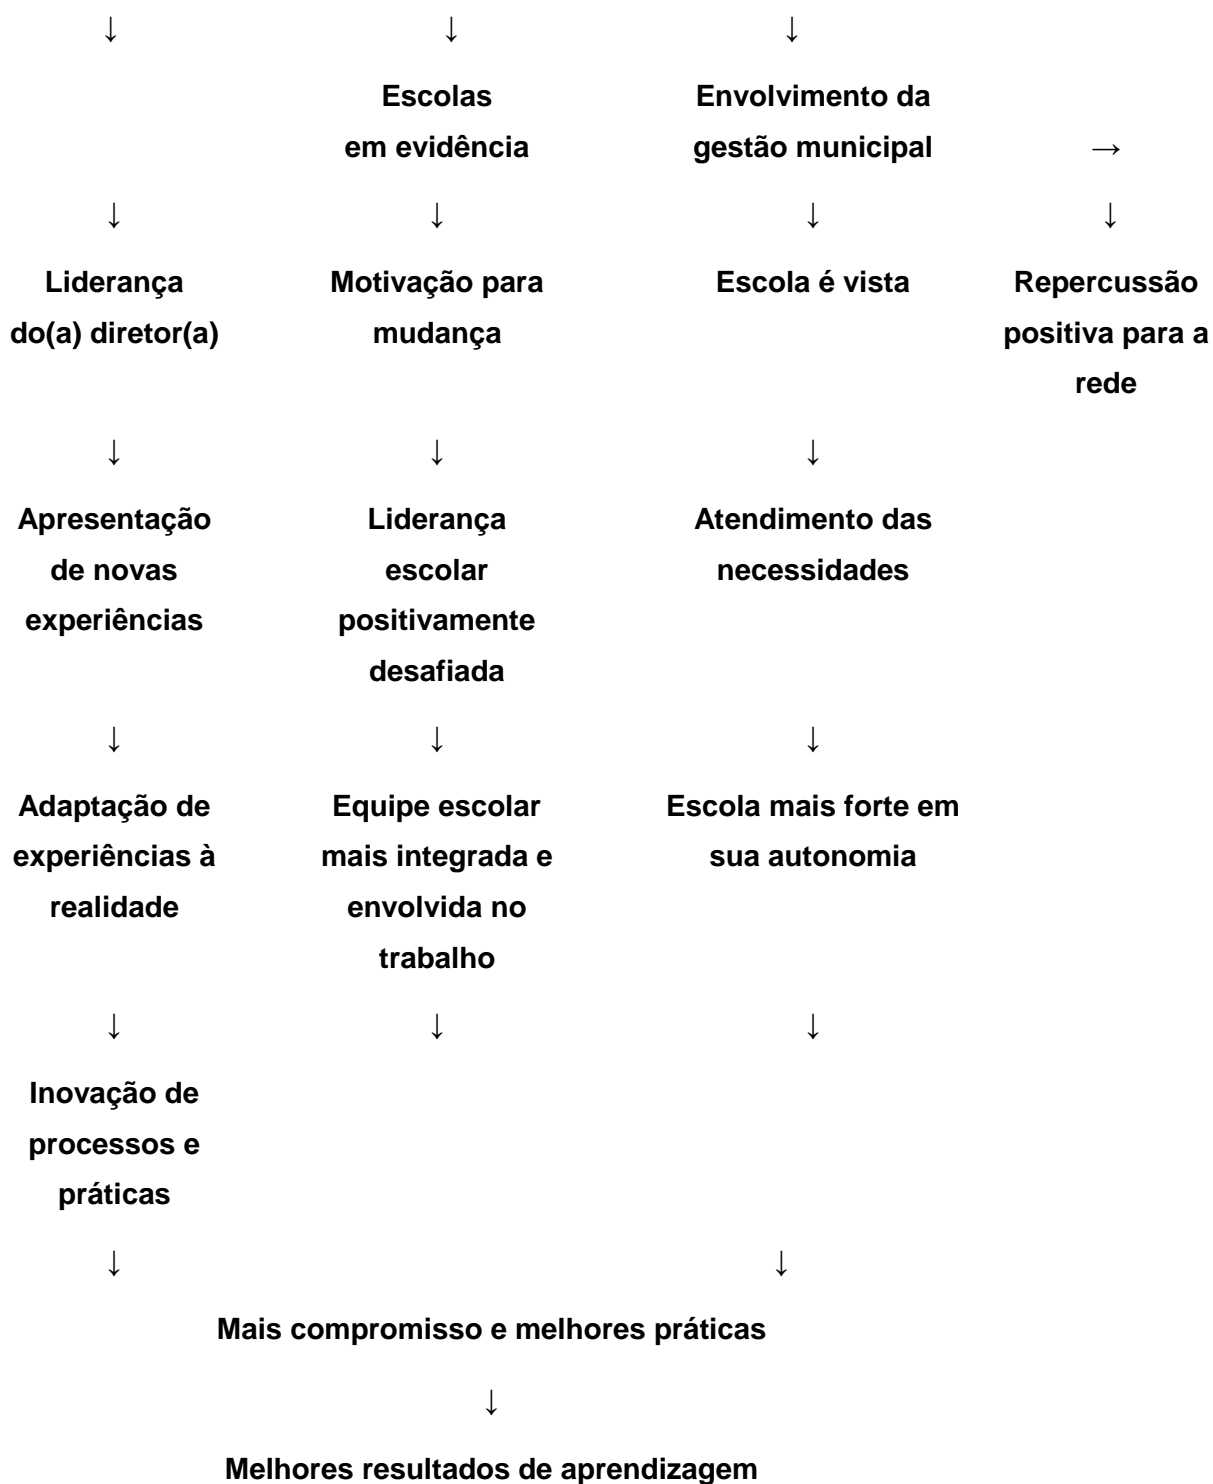 ↓ ↓ ↓
Escolas
em evidência
Envolvimento da
gestão municipal
→
↓ ↓ ↓ ↓
Liderança
do(a) diretor(a)
Motivação para
mudança
Escola é vista
Repercussão
positiva para a
rede
↓ ↓ ↓
Apresentação
de novas
experiências
Liderança
escolar
positivamente
desafiada
Atendimento das
necessidades
↓ ↓ ↓
Adaptação de
experiências à
realidade
Equipe escolar
mais integrada e
envolvida no
trabalho
Escola mais forte em
sua autonomia
↓ ↓ ↓
Inovação de
processos e
práticas
↓ ↓
Mais compromisso e melhores práticas
↓
Melhores resultados de aprendizagem